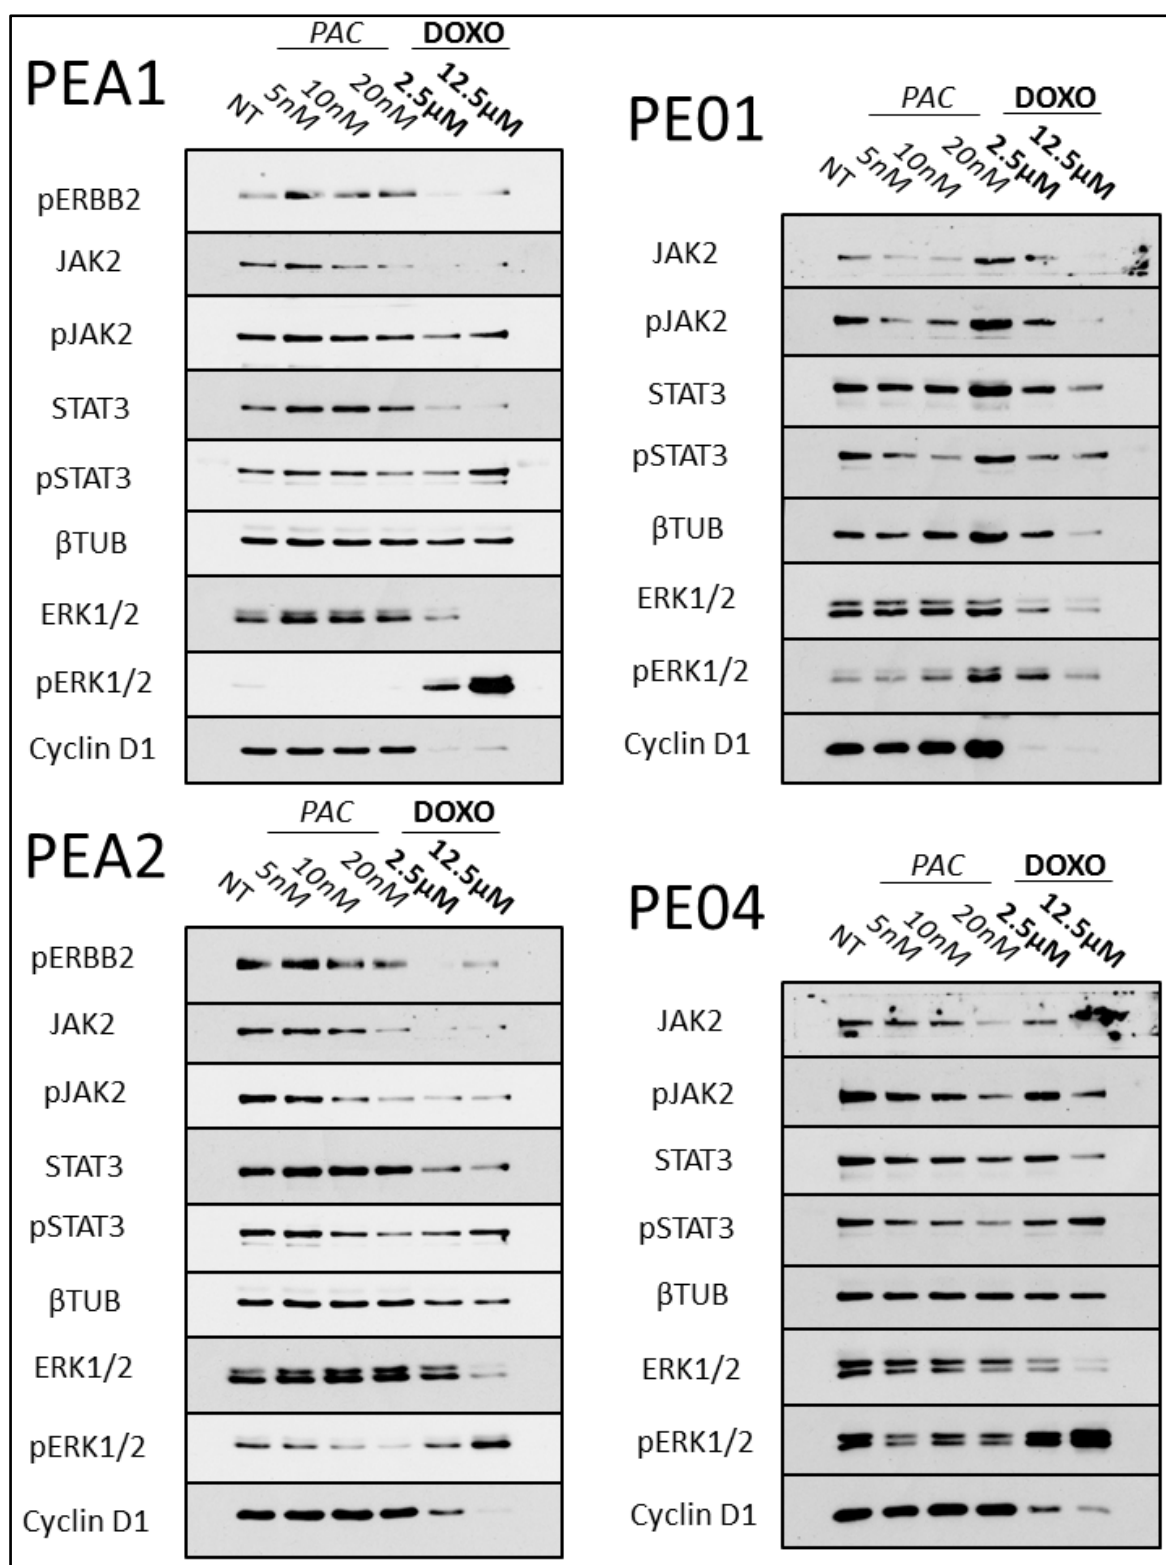 PEA1
PAC DOXO
NT 5nM 10nM 20nM 2.5μM 12.5μM
pERBB2
JAK2
pJAK2
STAT3
pSTAT3
βTUB
ERK1/2
pERK1/2
Cyclin D1
PEO1
PAC DOXO
NT 5nM 10nM 20nM 2.5μM 12.5μM
JAK2
pJAK2
STAT3
pSTAT3
βTUB
ERK1/2
pERK1/2
Cyclin D1
PEA2
PAC DOXO
NT 5nM 10nM 20nM 2.5μM 12.5μM
pERBB2
JAK2
pJAK2
STAT3
pSTAT3
βTUB
ERK1/2
pERK1/2
Cyclin D1
PEO4
PAC DOXO
NT 5nM 10nM 20nM 2.5μM 12.5μM
JAK2
pJAK2
STAT3
pSTAT3
βTUB
ERK1/2
pERK1/2
Cyclin D1